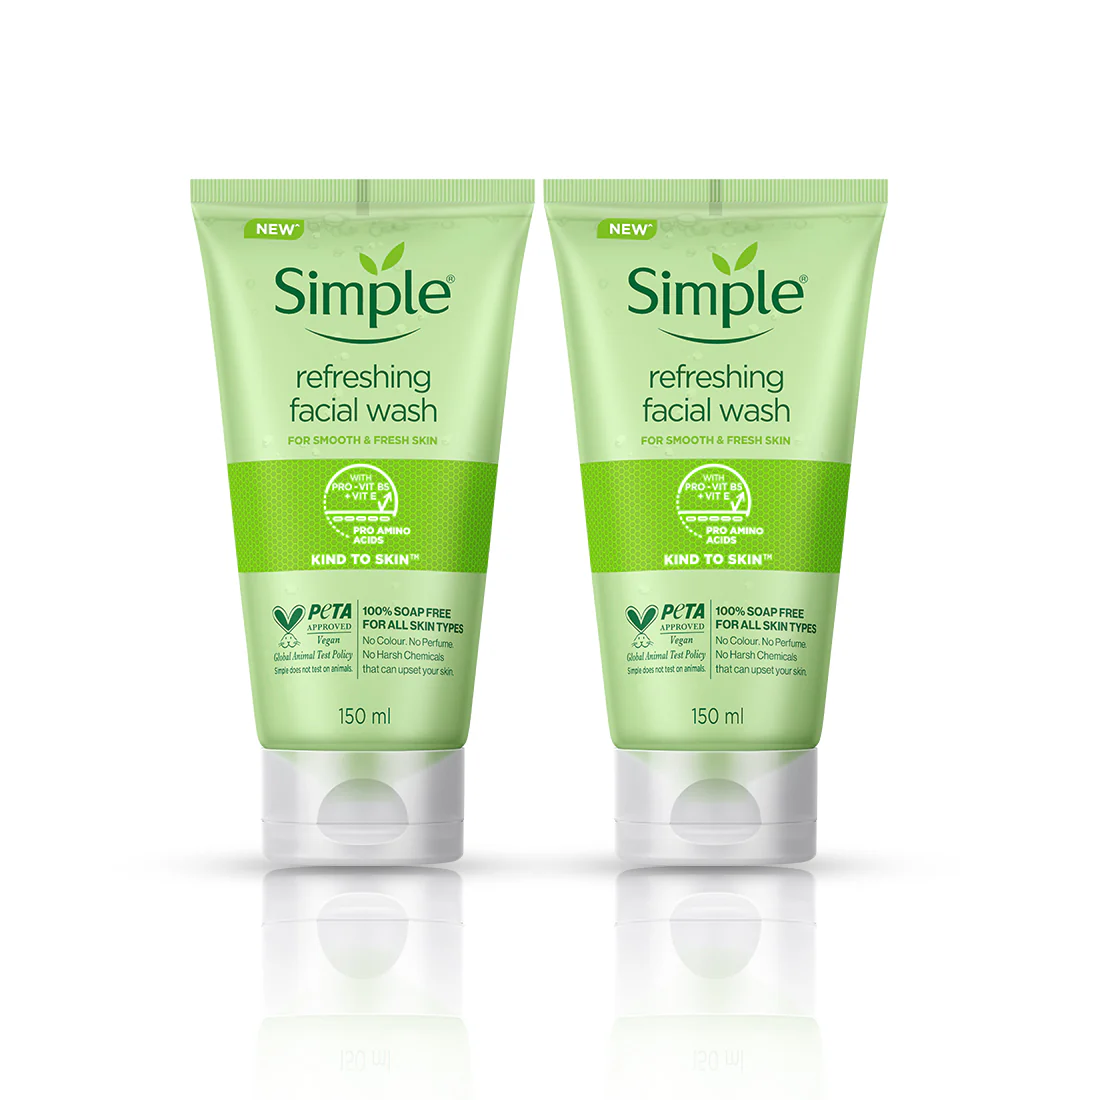 NEW^
Simple®
refreshing
facial wash
FOR SMOOTH & FRESH SKIN
WITH
PRO-VIT B5
+VIT E
PRO AMINO
ACIDS
KIND TO SKIN™
PETA
APPROVED
Vegan
Global Animal Test Policy
Simple does not test on animals.
100% SOAP FREE
FOR ALL SKIN TYPES
No Colour. No Perfume.
No Harsh Chemicals
that can upset your skin.
150 ml
NEW^
Simple®
refreshing
facial wash
FOR SMOOTH & FRESH SKIN
WITH
PRO-VIT B5
+VIT E
PRO AMINO
ACIDS
KIND TO SKIN™
PETA
APPROVED
Vegan
Global Animal Test Policy
Simple does not test on animals.
100% SOAP FREE
FOR ALL SKIN TYPES
No Colour. No Perfume.
No Harsh Chemicals
that can upset your skin.
150 ml